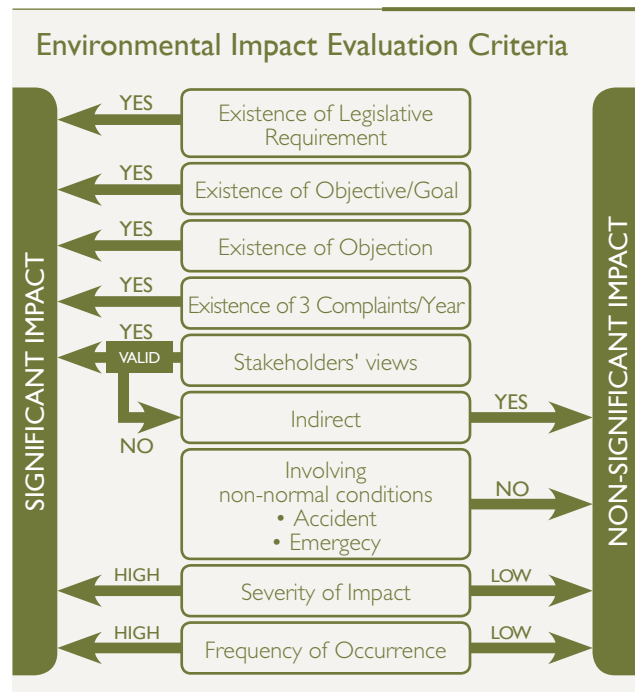 Environmental Impact Evaluation Criteria
SIGNIFICANT IMPACT
NON-SIGNIFICANT IMPACT
YES
Existence of Legislative
Requirement
YES
Existence of Objective/Goal
YES
Existence of Objection
YES
Existence of 3 Complaints/Year
YES
VALID
Stakeholders' views
NO
Indirect
YES
Involving
non-normal conditions
• Accident
• Emergecy
NO
HIGH
Severity of Impact
LOW
HIGH
Frequency of Occurrence
LOW